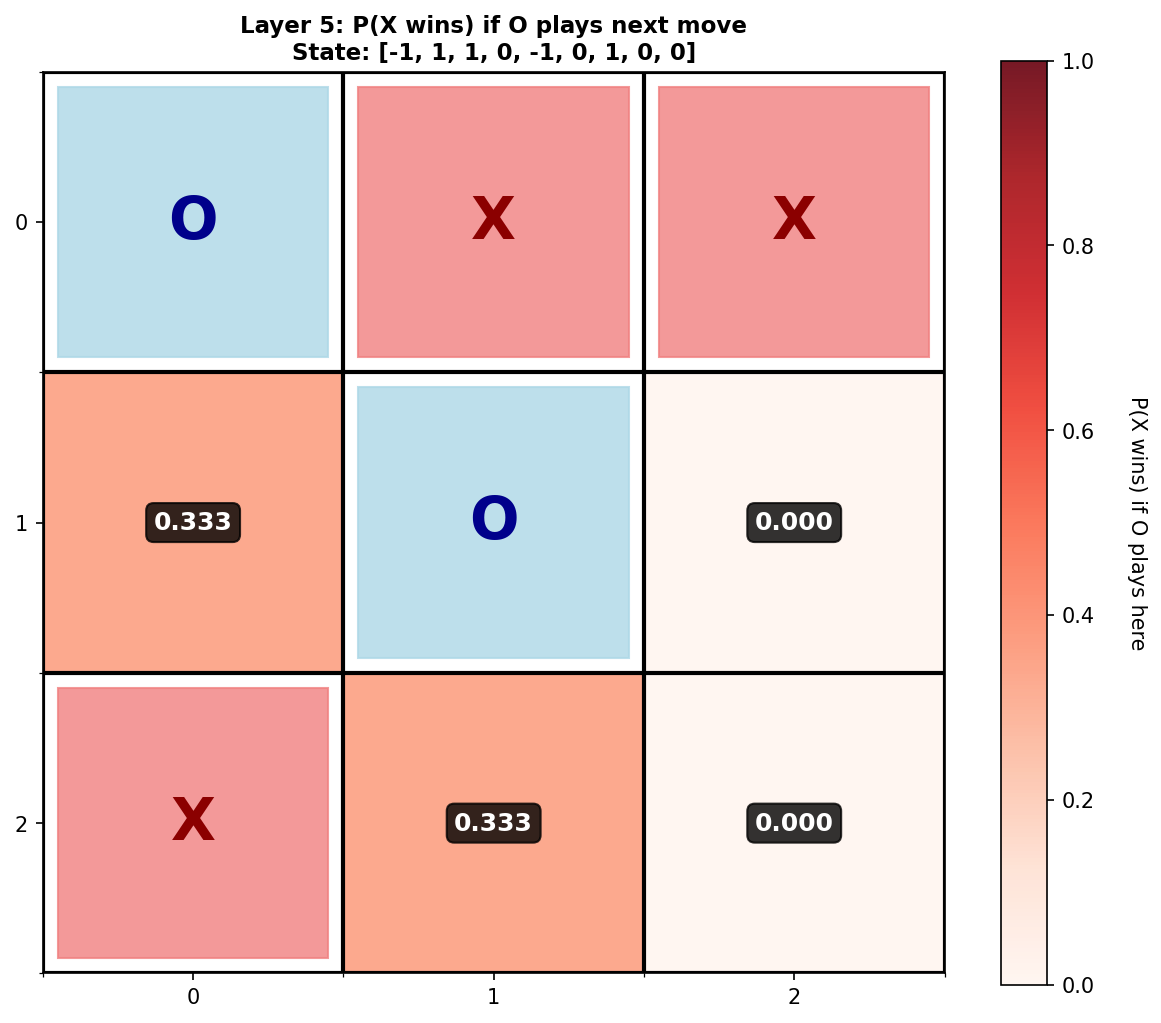 Layer 5: P(X wins) if O plays next move
State: [-1, 1, 1, 0, -1, 0, 1, 0, 0]
0
O
X
X
1
0.333
O
0.000
2
X
0.333
0.000
0
1
2
1.0
0.8
0.6
0.4
0.2
0.0
P(X wins) if O plays here